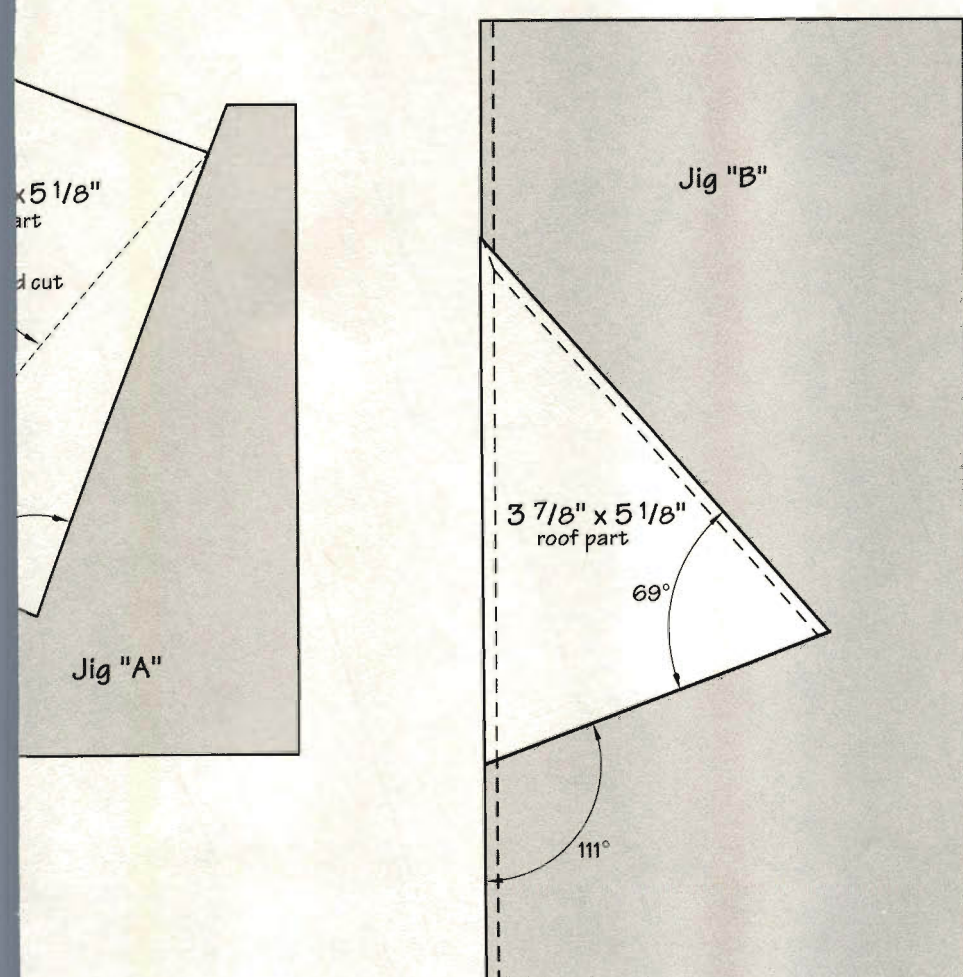 x 5 1/8"
art
d cut
Jig "A"
Jig "B"
3 7/8" x 5 1/8"
roof part
69°
111°